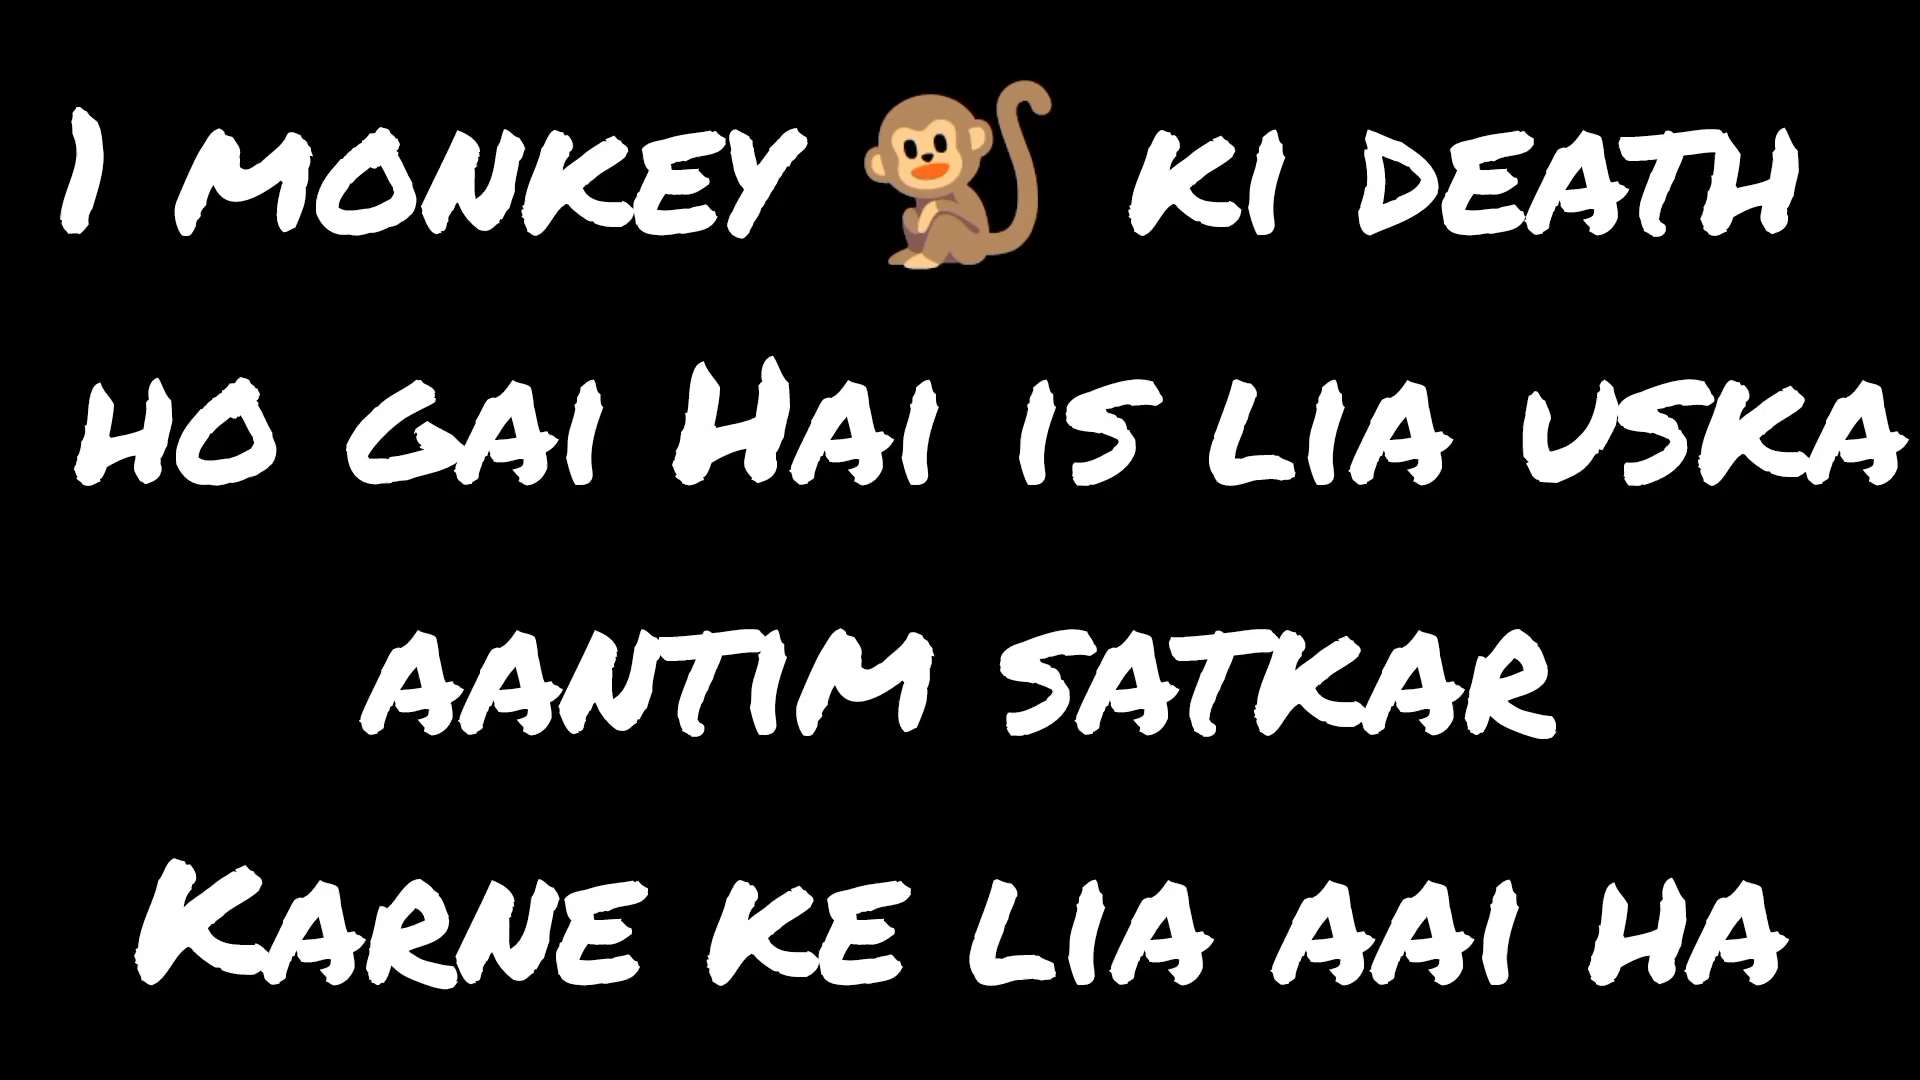 1 monkey 🐒 ki death
ho gai Hai is lia uska
aantim satkar
Karne ke lia aai ha